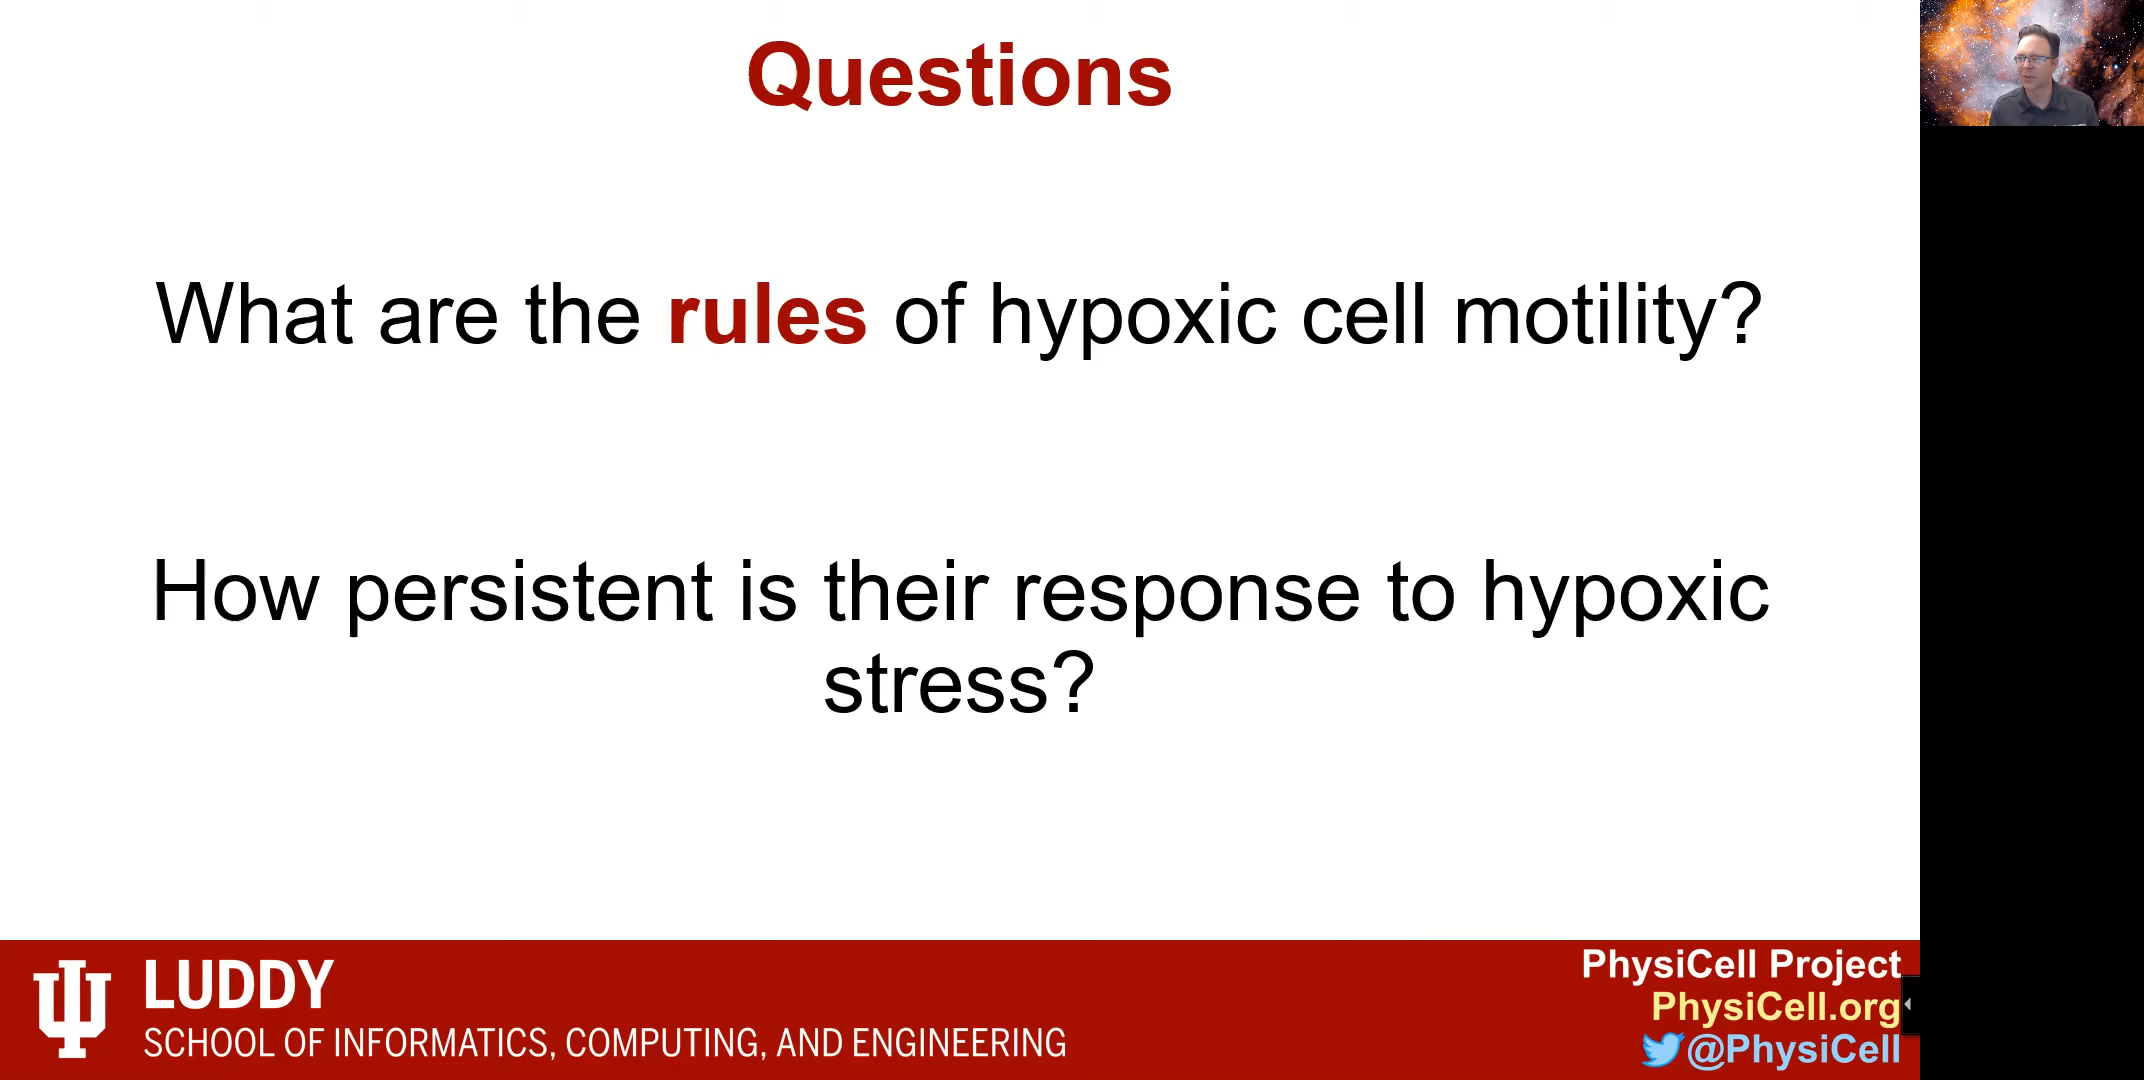 Questions
What are the rules of hypoxic cell motility?
How persistent is their response to hypoxic
stress?
LUDDY
SCHOOL OF INFORMATICS, COMPUTING, AND ENGINEERING
PhysiCell Project
PhysiCell.org
@PhysiCell